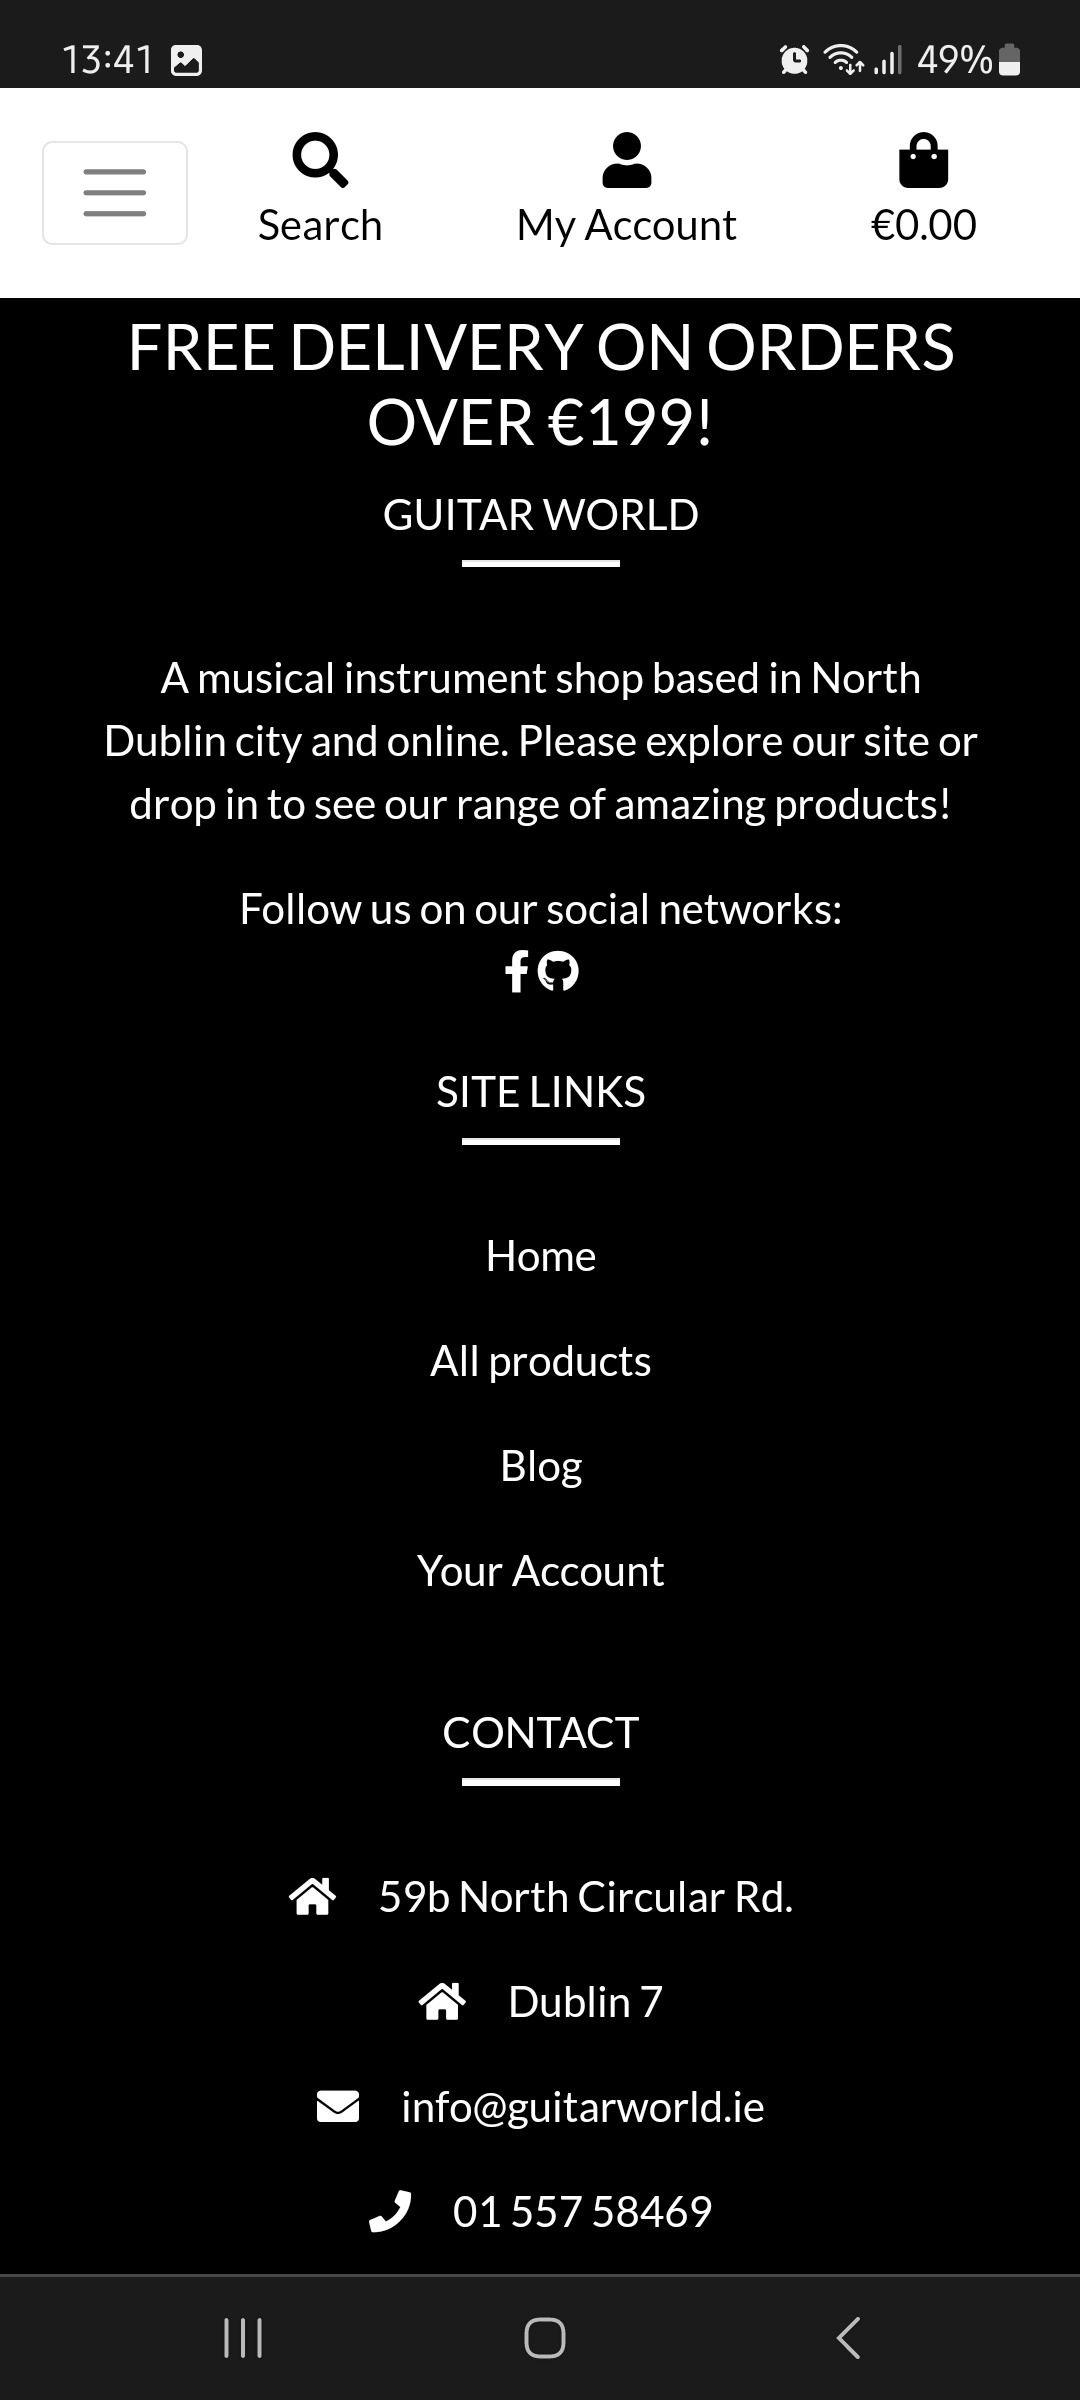 13:41
49%
Search
My Account
€0.00
FREE DELIVERY ON ORDERS
OVER €199!
GUITAR WORLD
A musical instrument shop based in North
Dublin city and online. Please explore our site or
drop in to see our range of amazing products!
Follow us on our social networks:
SITE LINKS
Home
All products
Blog
Your Account
CONTACT
59b North Circular Rd.
Dublin 7
info@guitarworld.ie
01 557 58469